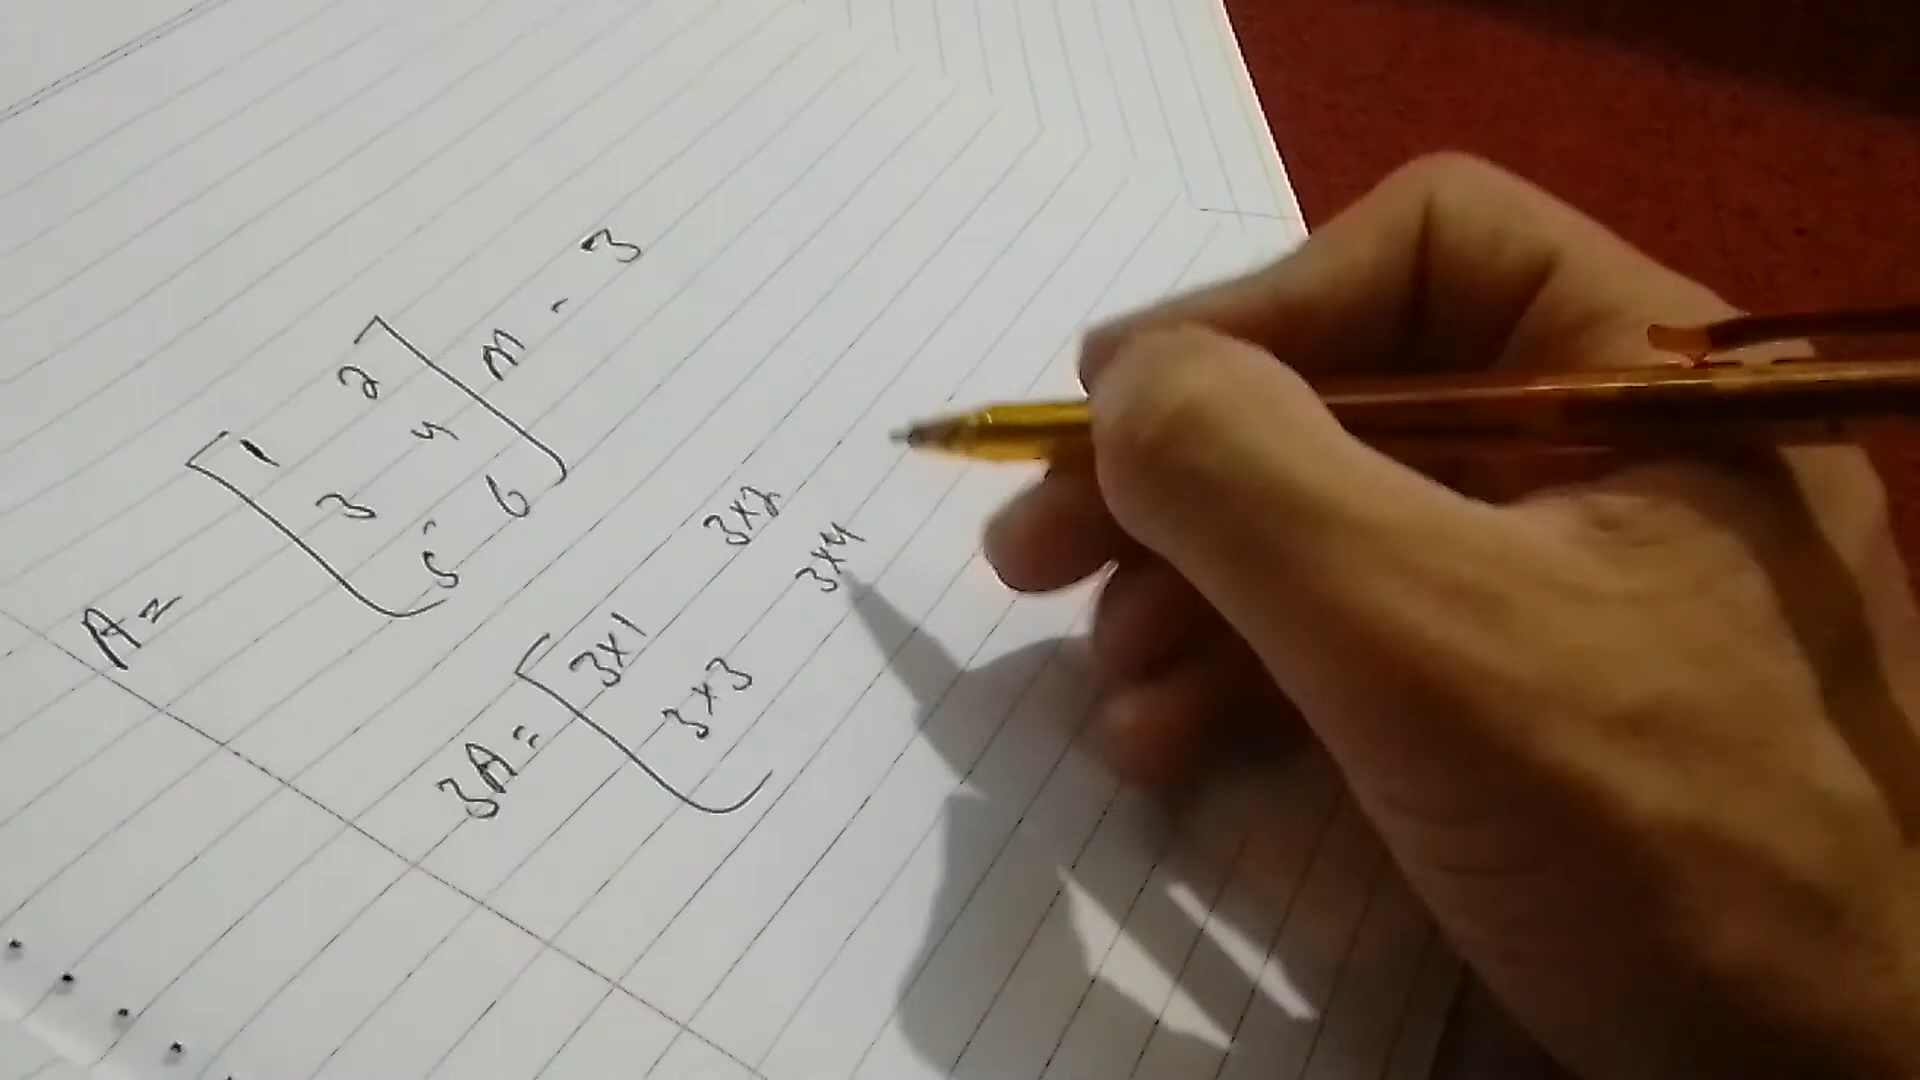 A = [ 1 2
3 4
5 6 ] m = 3
3A = [ 3×1 3×2
3×3 3×4